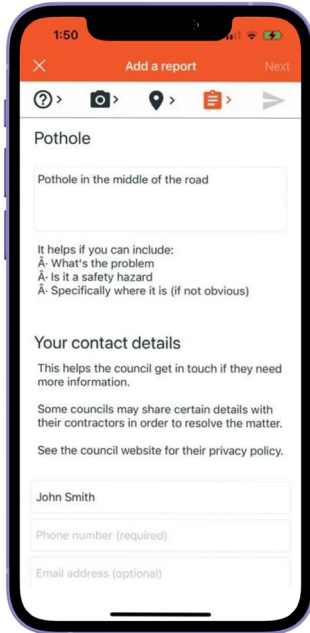 1:50
Add a report
Next
Pothole
Pothole in the middle of the road
It helps if you can include:
Â· What's the problem
Â· Is it a safety hazard
Â· Specifically where it is (if not obvious)
Your contact details
This helps the council get in touch if they need
more information.
Some councils may share certain details with
their contractors in order to resolve the matter.
See the council website for their privacy policy.
John Smith
Phone number (required)
Email address (optional)